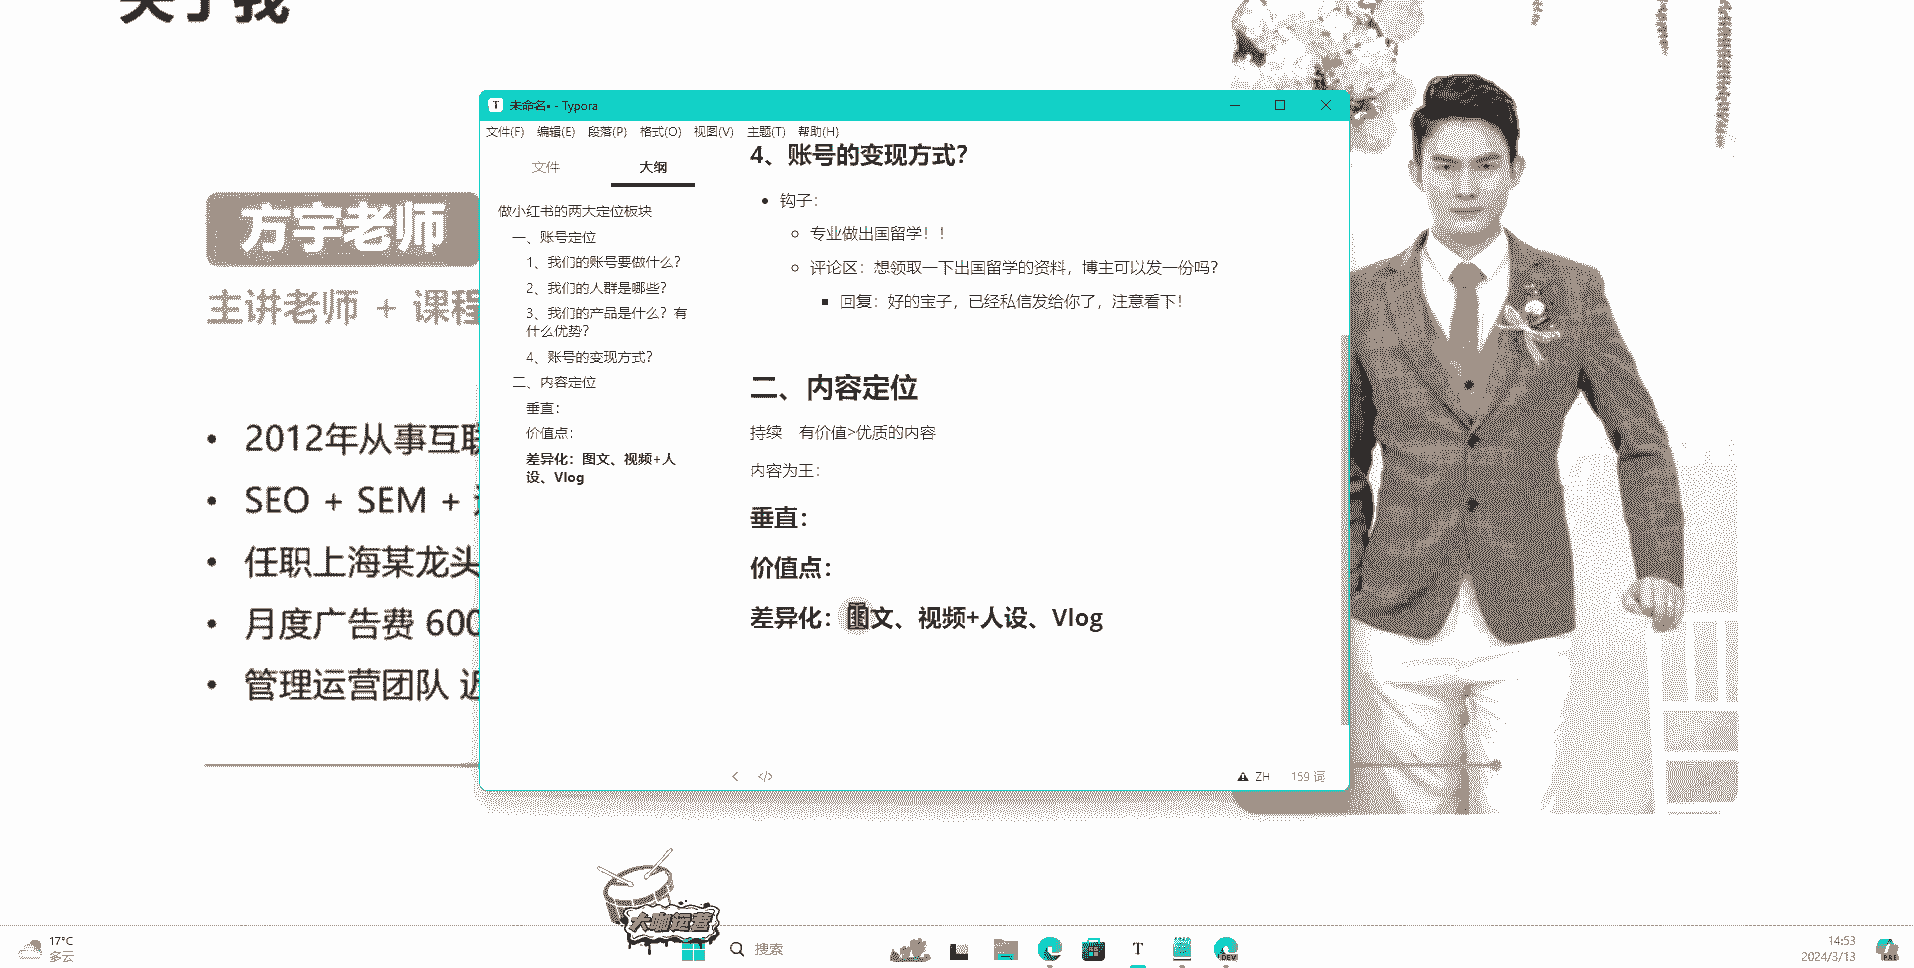 关于我
方宇老师
主讲老师 + 课程
• 2012年从事互联
• SEO + SEM +
• 任职上海某龙头
• 月度广告费 600
• 管理运营团队 近
未命名• - Typora
文件(F) 编辑(E) 段落(P) 格式(O) 视图(V) 主题(T) 帮助(H)
文件 大纲
做小红书的两大定位板块
一、账号定位
1、我们的账号要做什么？
2、我们的人群是哪些？
3、我们的产品是什么？有
什么优势？
4、账号的变现方式？
二、内容定位
垂直：
价值点：
差异化：图文、视频+人
设、Vlog
4、账号的变现方式？
• 钩子：
专业做出国留学！！
评论区：想领取一下出国留学的资料，博主可以发一份吗？
回复：好的宝子，已经私信发给你了，注意看下！
二、内容定位
持续 有价值>优质的内容
内容为王：
垂直：
价值点：
差异化：图文、视频+人设、Vlog
ZH 159 词
大咖运营
17°C
多云
搜索
DEV
14:53
2024/3/13
PRE